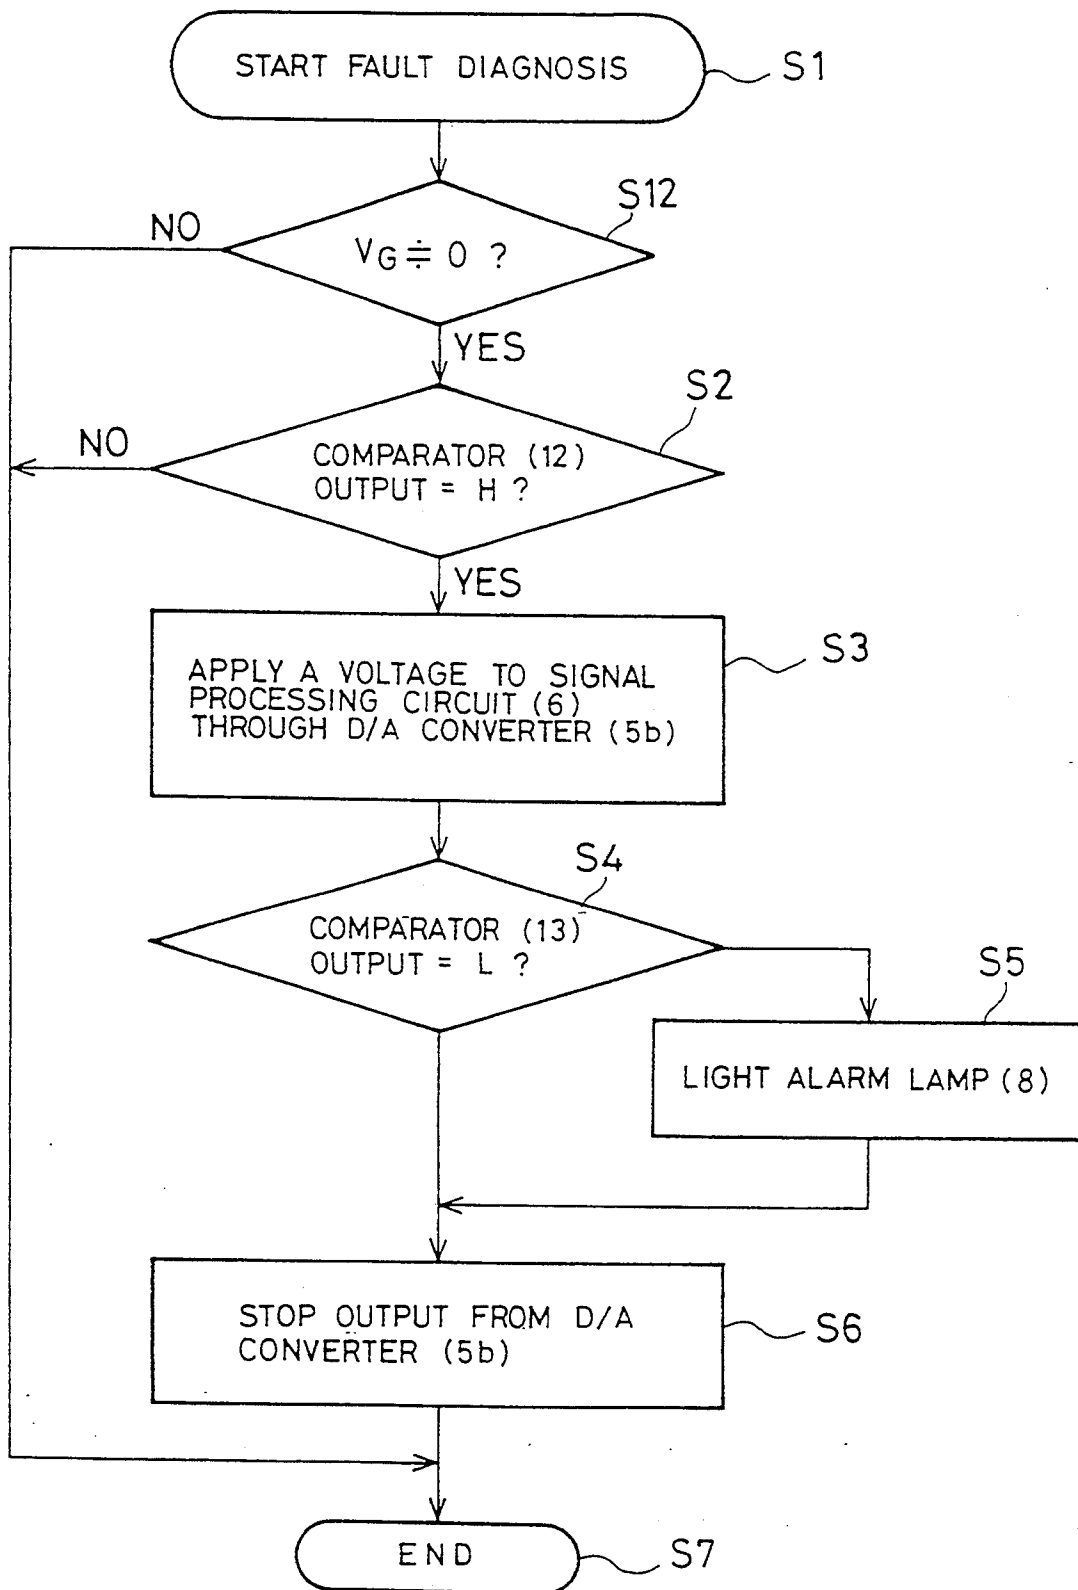 START FAULT DIAGNOSIS
S1
S12
NO
VG ≑ 0 ?
YES
S2
NO
COMPARATOR (12)
OUTPUT = H ?
YES
S3
APPLY A VOLTAGE TO SIGNAL
PROCESSING CIRCUIT (6)
THROUGH D/A CONVERTER (5b)
S4
COMPARATOR (13)
OUTPUT = L ?
S5
LIGHT ALARM LAMP (8)
STOP OUTPUT FROM D/A
CONVERTER (5b)
S6
END
S7